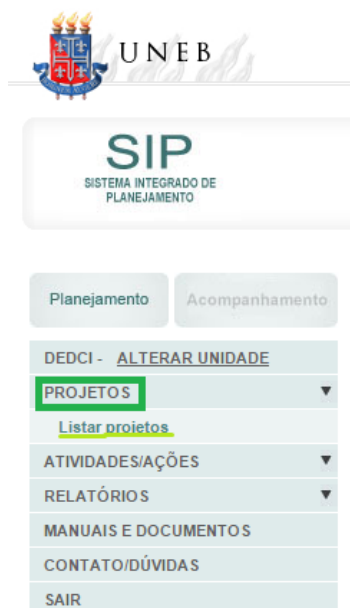 UNEB
SIP
SISTEMA INTEGRADO DE
PLANEJAMENTO
Planejamento Acompanhamento
DEDCI - ALTERAR UNIDADE
PROJETOS
Listar projetos
ATIVIDADES/AÇÕES
RELATÓRIOS
MANUAIS E DOCUMENTOS
CONTATO/DÚVIDAS
SAIR